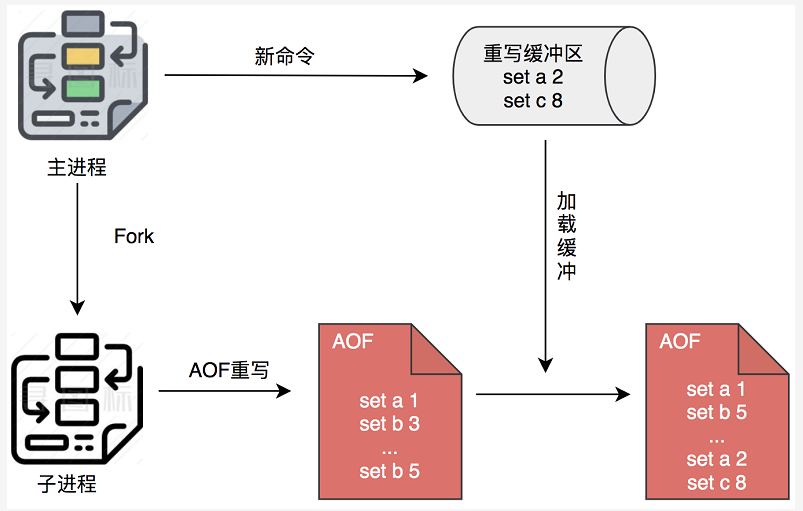 新命令
重写缓冲区
set a 2
set c 8
主进程
Fork
加载缓冲
子进程
AOF重写
AOF
set a 1
set b 3
...
set b 5
AOF
set a 1
set b 5
...
set a 2
set c 8